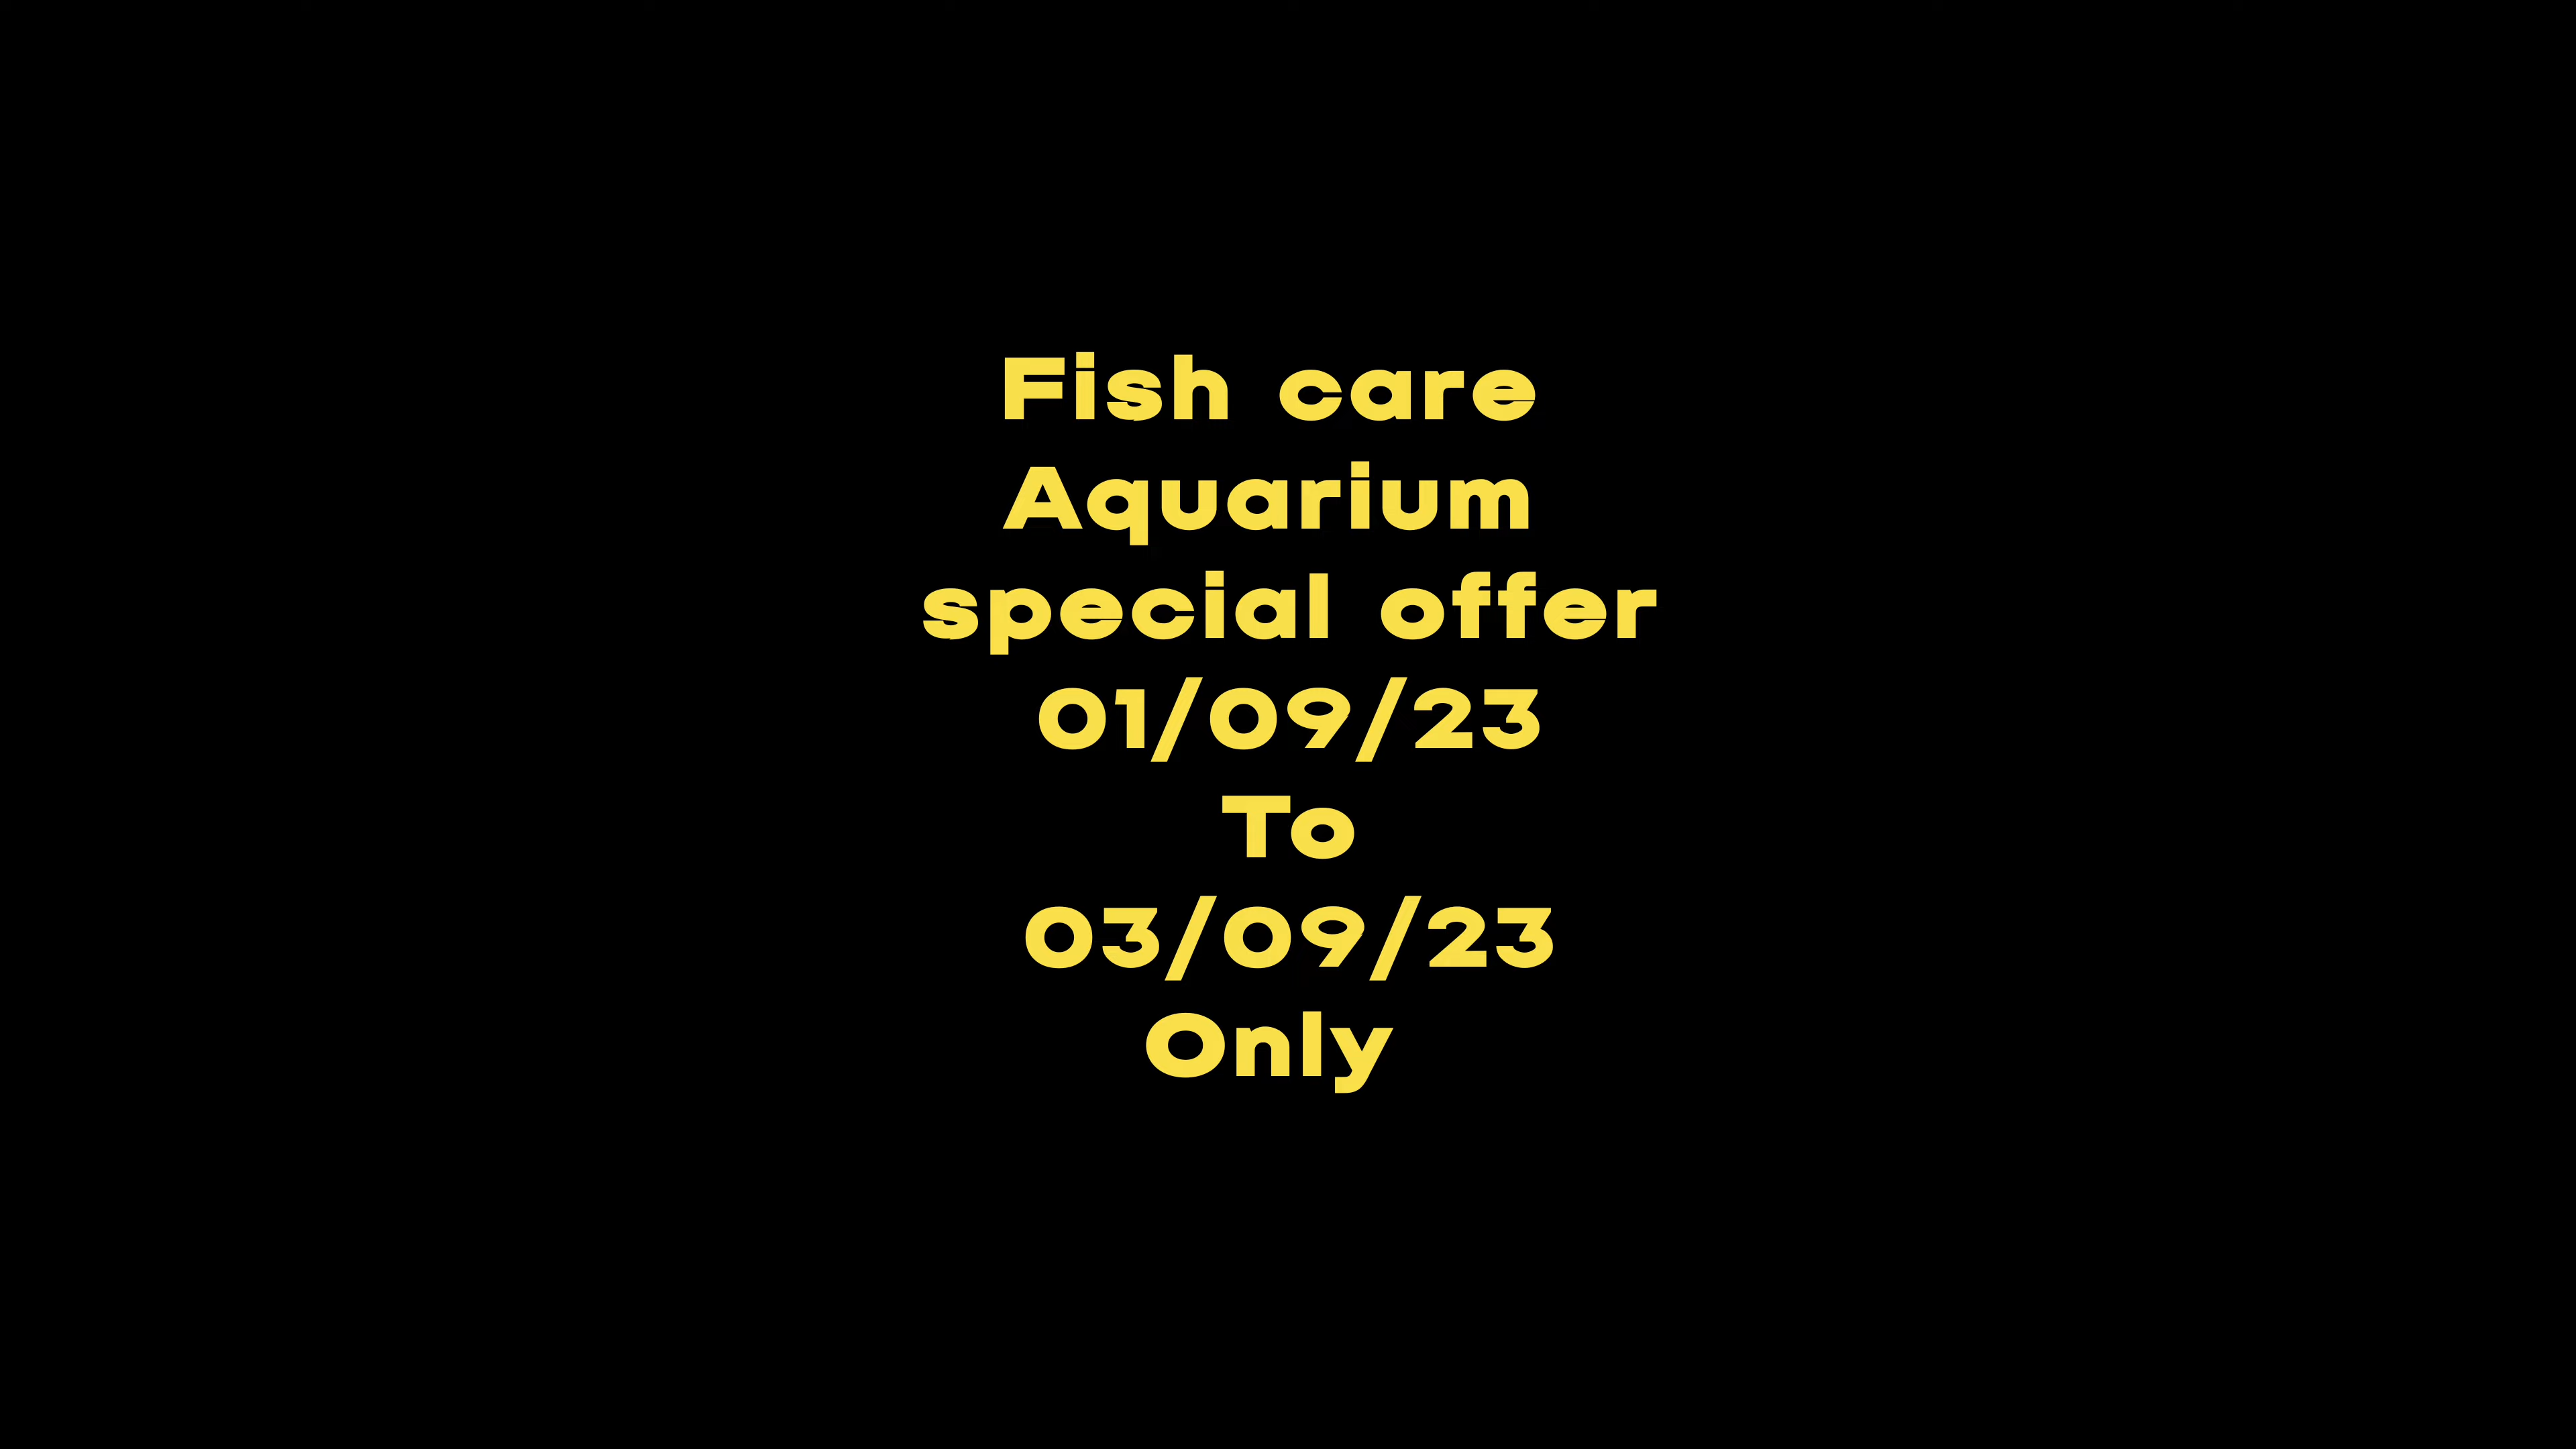 Fish care
Aquarium
special offer
01/09/23
To
03/09/23
Only